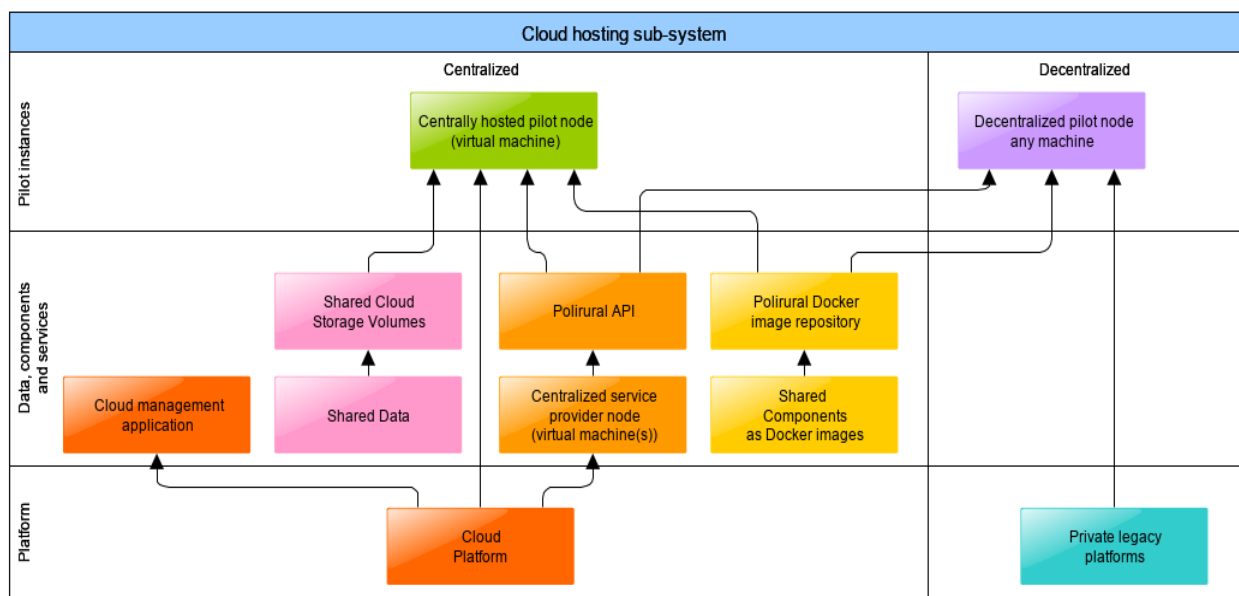 Cloud hosting sub-system
Centralized
Decentralized
Pilot instances
Centrally hosted pilot node
(virtual machine)
Decentralized pilot node
any machine
Data, components
and services
Shared Cloud
Storage Volumes
Polirural API
Polirural Docker
image repository
Cloud management
application
Shared Data
Centralized service
provider node
(virtual machine(s))
Shared
Components
as Docker images
Platform
Cloud
Platform
Private legacy
platforms